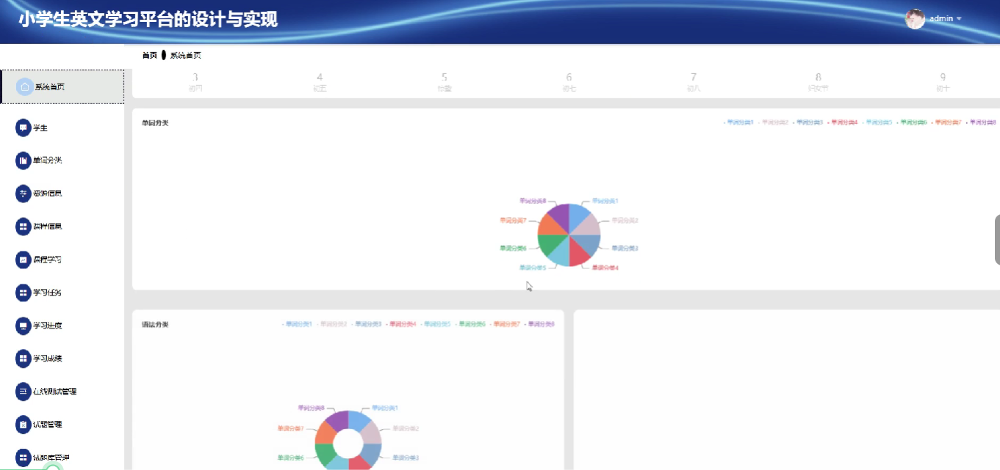 小学生英文学习平台的设计与实现
admin
首页 系统首页
系统首页
学生
单词分类
资源信息
课程信息
课程学习
学习任务
学习进度
学习成绩
在线测试管理
试题管理
试题库管理
3 4 5 6 7 8 9
初四 初五 惊蛰 初七 初八 妇女节 初十
单词分类
单词分类1 单词分类2 单词分类3 单词分类4 单词分类5 单词分类6 单词分类7 单词分类8
单词分类8 单词分类1
单词分类7 单词分类2
单词分类6 单词分类3
单词分类5 单词分类4
语法分类
单词分类1 单词分类2 单词分类3 单词分类4 单词分类5 单词分类6 单词分类7 单词分类8
单词分类8 单词分类1
单词分类7 单词分类2
单词分类6 单词分类3